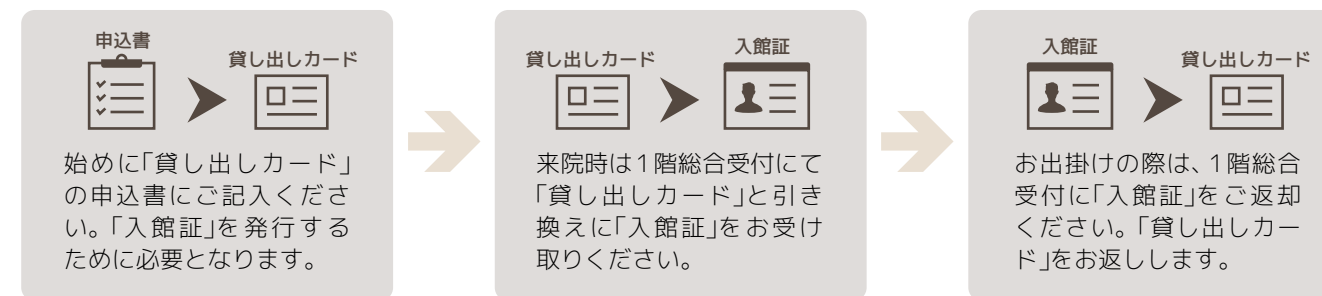 申込書
貸し出しカード
始めに「貸し出しカード」
の申込書にご記入くださ
い。「入館証」を発行する
ために必要となります。
貸し出しカード
入館証
来院時は1階総合受付にて
「貸し出しカード」と引き
換えに「入館証」をお受け
取りください。
入館証
貸し出しカード
お出掛けの際は、1階総合
受付に「入館証」をご返却
ください。「貸し出しカー
ド」をお返しします。